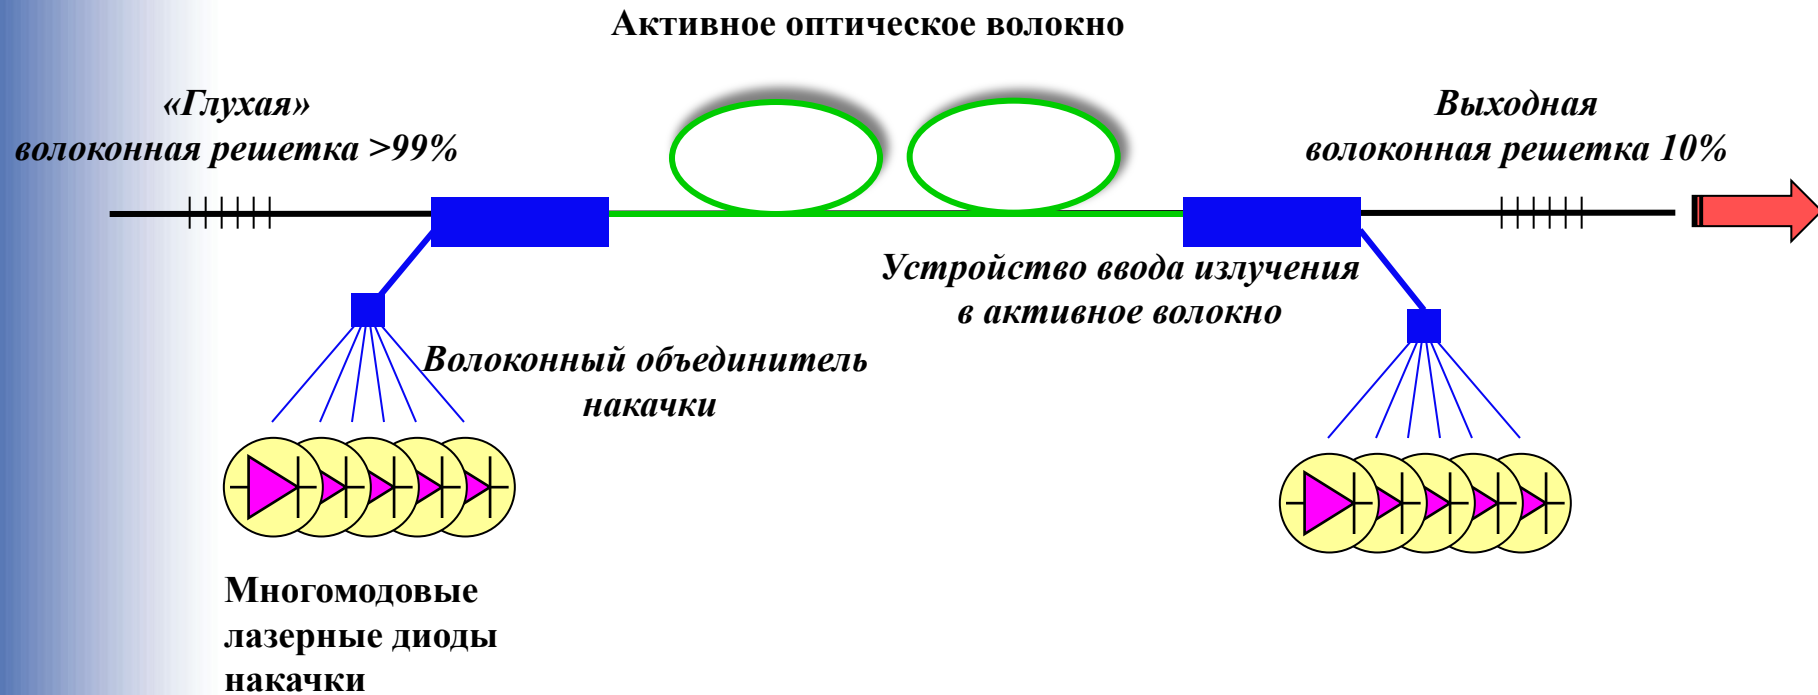 Активное оптическое волокно
«Глухая»
волоконная решетка >99%
Выходная
волоконная решетка 10%
Устройство ввода излучения
в активное волокно
Волоконный объединитель
накачки
Многомодовые
лазерные диоды
накачки